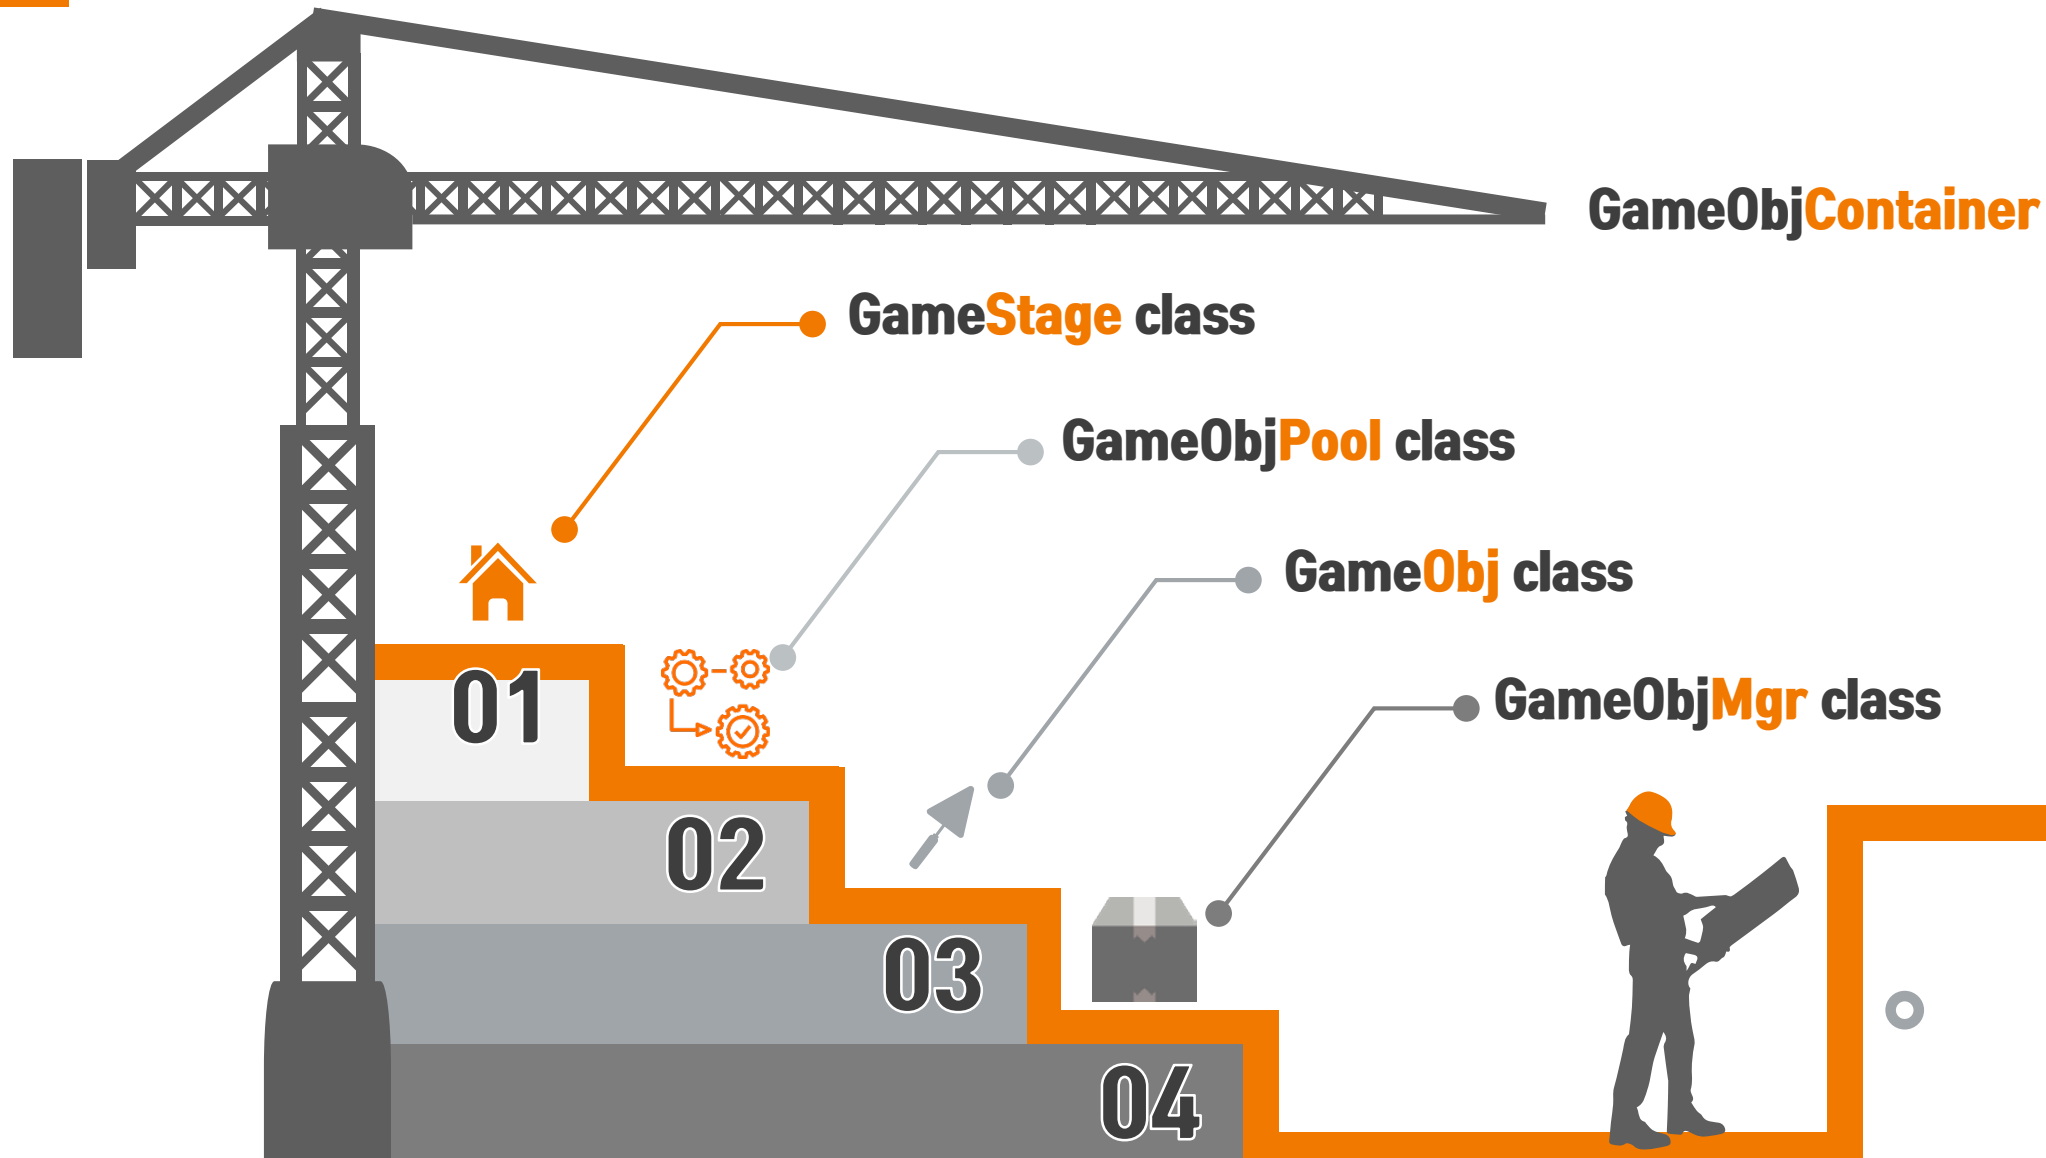 GameObjContainer
GameStage class
GameObjPool class
GameObj class
GameObjMgr class
01
02
03
04